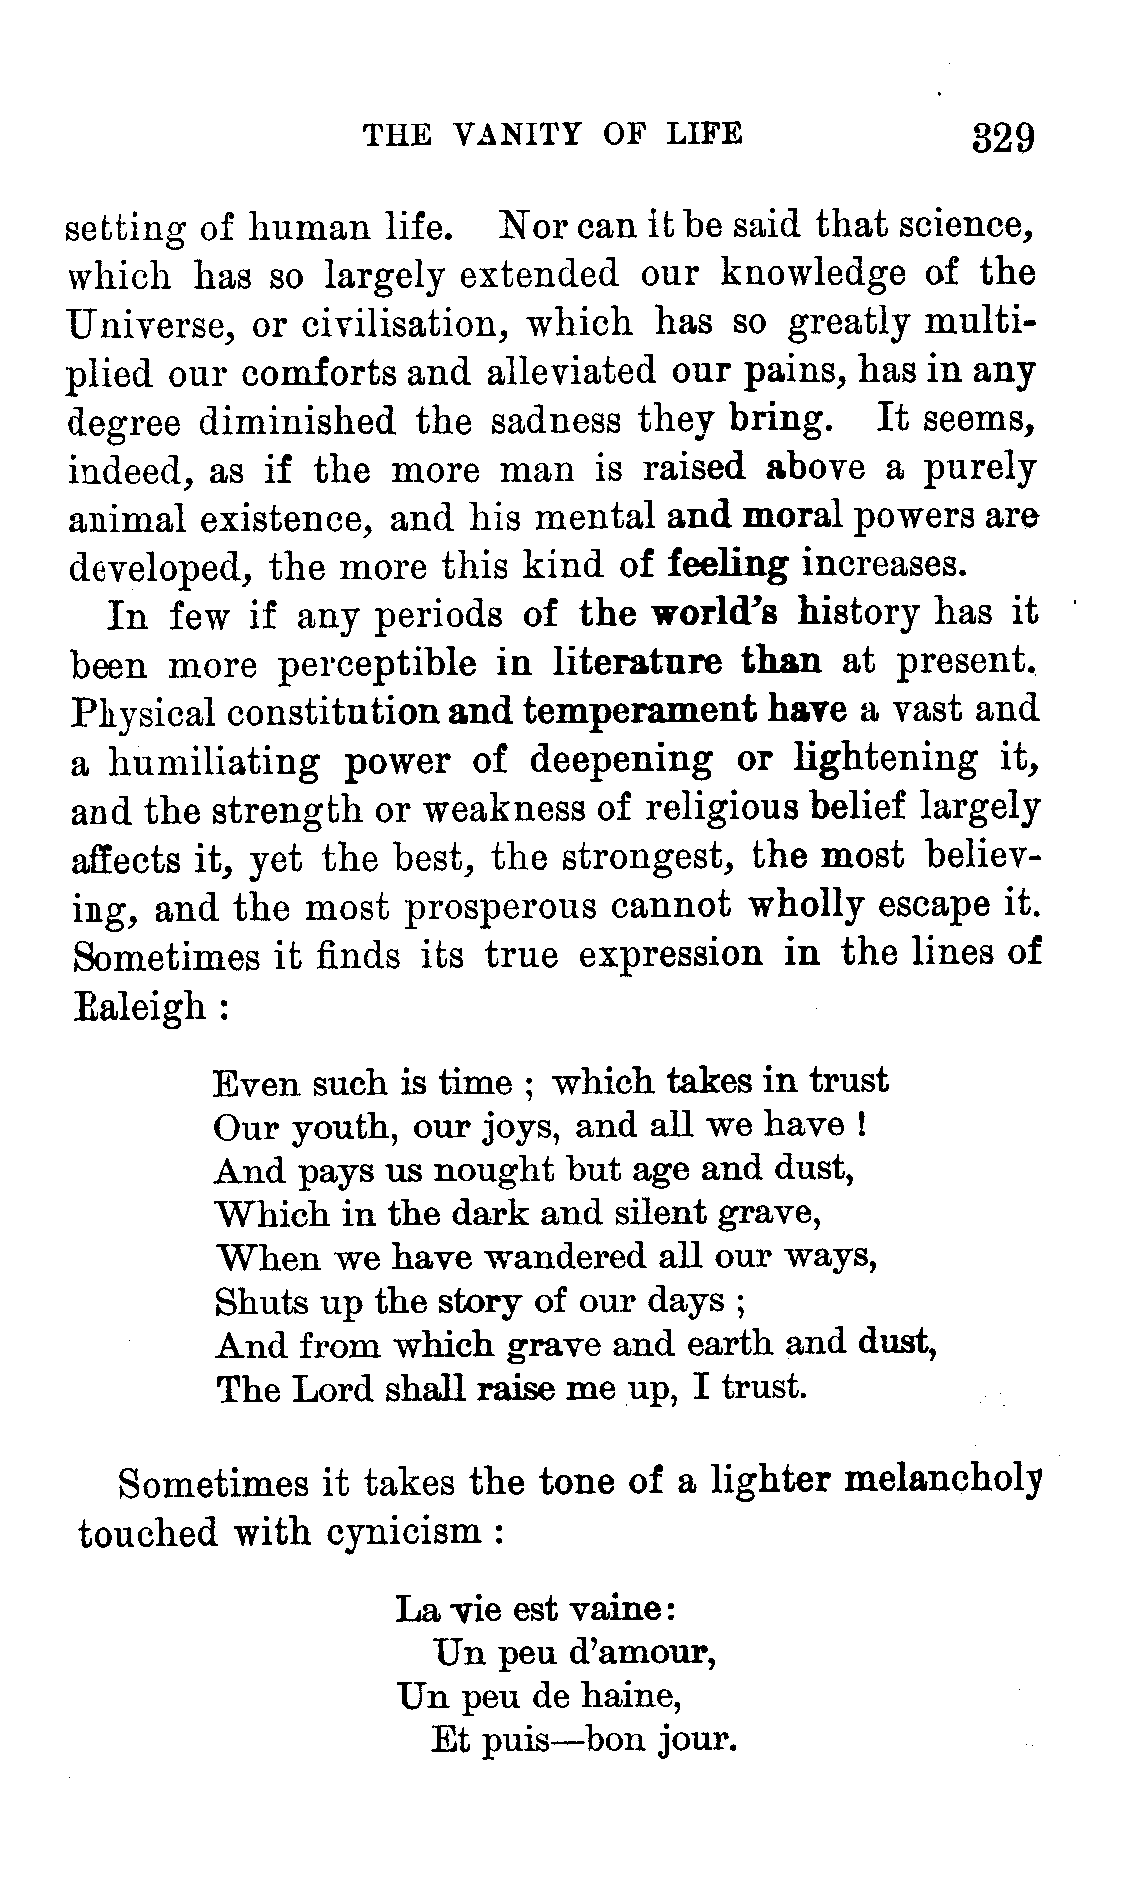 THE VANITY OF LIFE 329
setting of human life. Nor can it be said that science,
which has so largely extended our knowledge of the
Universe, or civilisation, which has so greatly multi-
plied our comforts and alleviated our pains, has in any
degree diminished the sadness they bring. It seems,
indeed, as if the more man is raised above a purely
animal existence, and his mental and moral powers are
developed, the more this kind of feeling increases.
In few if any periods of the world's history has it
been more perceptible in literature than at present.
Physical constitution and temperament have a vast and
a humiliating power of deepening or lightening it,
and the strength or weakness of religious belief largely
affects it, yet the best, the strongest, the most believ-
ing, and the most prosperous cannot wholly escape it.
Sometimes it finds its true expression in the lines of
Raleigh :
Even such is time ; which takes in trust
Our youth, our joys, and all we have !
And pays us nought but age and dust,
Which in the dark and silent grave,
When we have wandered all our ways,
Shuts up the story of our days ;
And from which grave and earth and dust,
The Lord shall raise me up, I trust.
Sometimes it takes the tone of a lighter melancholy
touched with cynicism :
La vie est vaine:
Un peu d'amour,
Un peu de haine,
Et puis—bon jour.